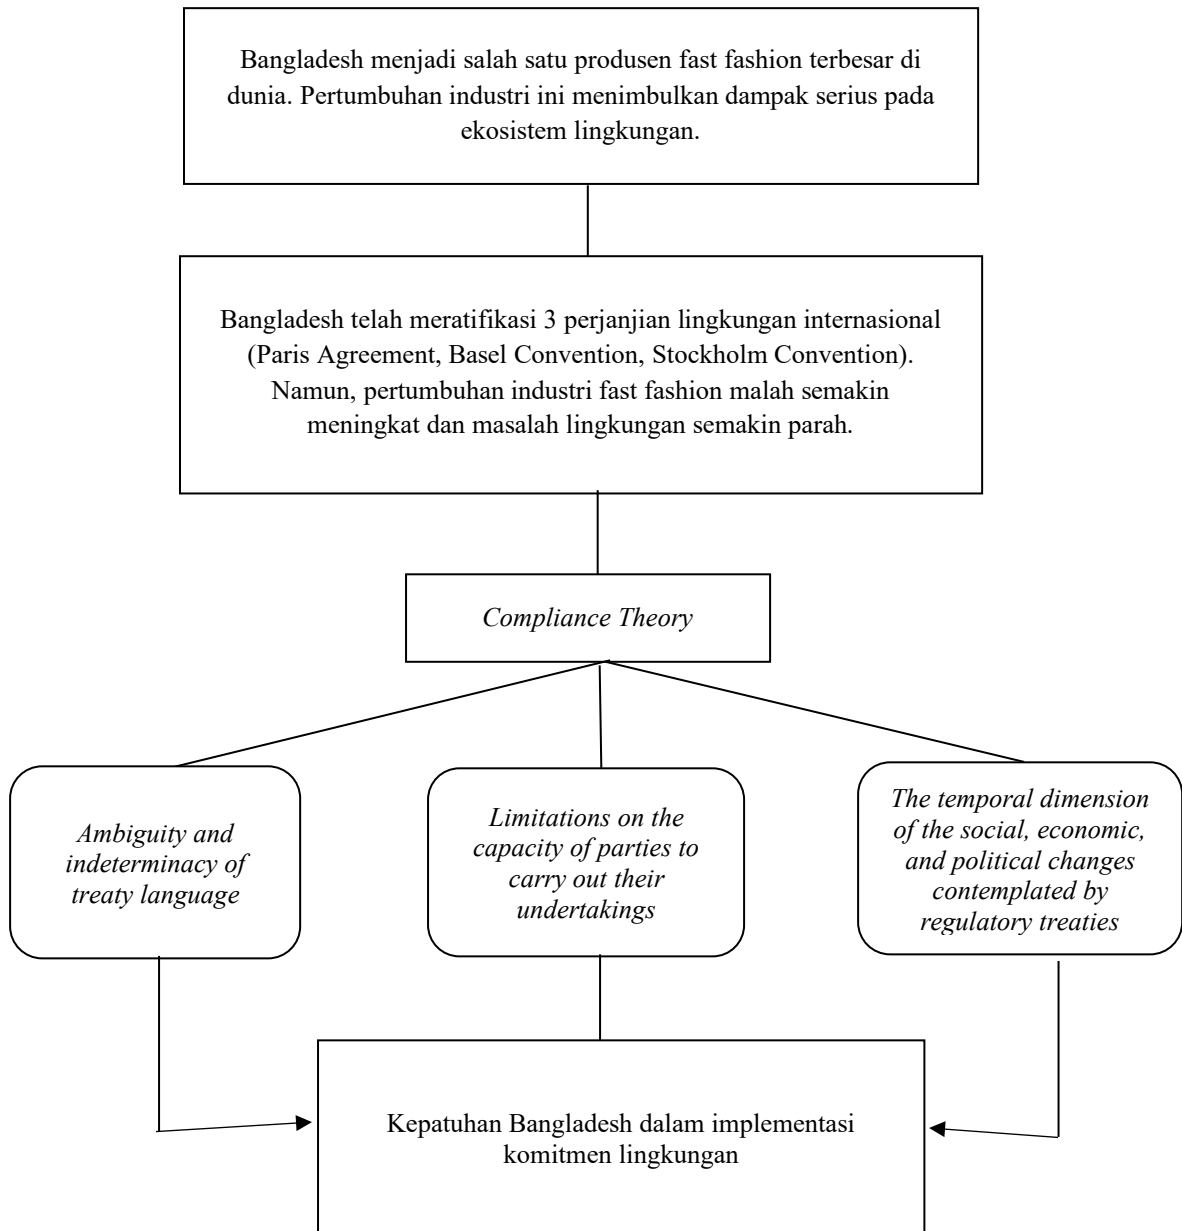 Bangladesh menjadi salah satu produsen fast fashion terbesar di
dunia. Pertumbuhan industri ini menimbulkan dampak serius pada
ekosistem lingkungan.
Bangladesh telah meratifikasi 3 perjanjian lingkungan internasional
(Paris Agreement, Basel Convention, Stockholm Convention).
Namun, pertumbuhan industri fast fashion malah semakin
meningkat dan masalah lingkungan semakin parah.
Compliance Theory
Ambiguity and
indeterminacy of
treaty language
Limitations on the
capacity of parties to
carry out their
undertakings
The temporal dimension
of the social, economic,
and political changes
contemplated by
regulatory treaties
Kepatuhan Bangladesh dalam implementasi
komitmen lingkungan